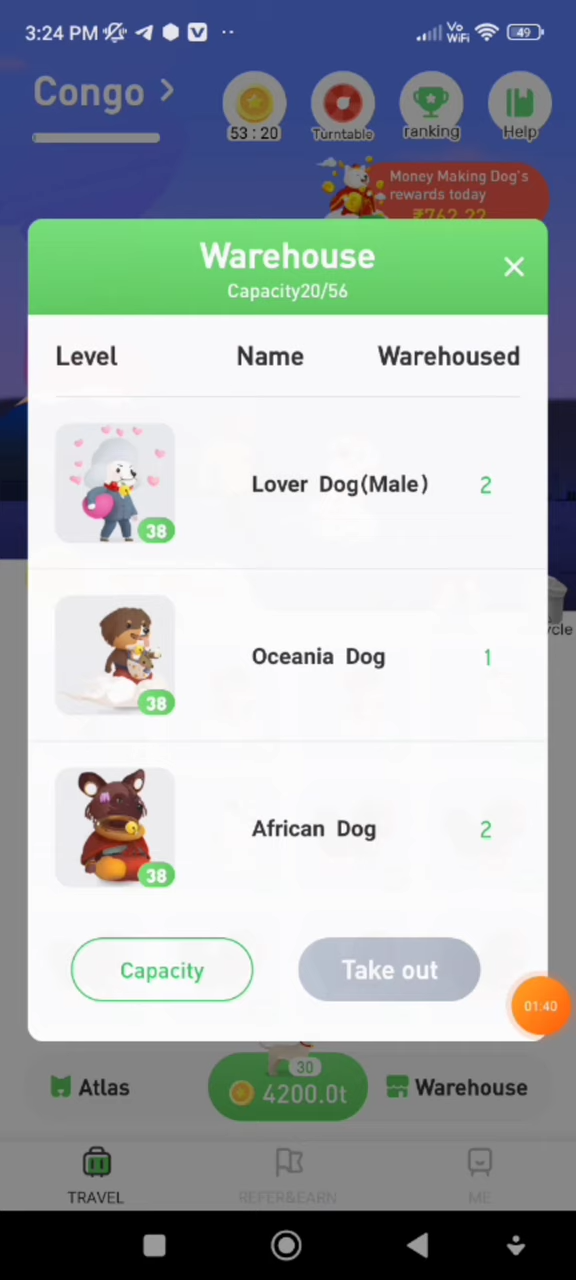 3:24 PM
Vo
WiFi
49
Congo
53 : 20
Turntable
ranking
Help
Money Making Dog's
rewards today
₹762.22
Warehouse
Capacity20/56
Level Name Warehoused
38
Lover Dog(Male) 2
38
Oceania Dog 1
38
African Dog 2
Capacity
Take out
01:40
30
Atlas
4200.0t
Warehouse
TRAVEL
REFER&EARN
ME